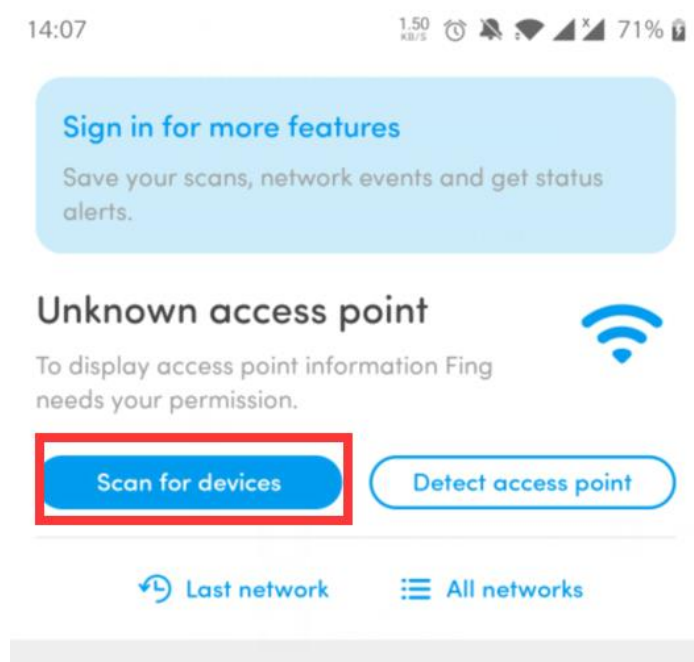 14:07
1.50 KB/S
71%
Sign in for more features
Save your scans, network events and get status
alerts.
Unknown access point
To display access point information Fing
needs your permission.
Scan for devices
Detect access point
Last network
All networks